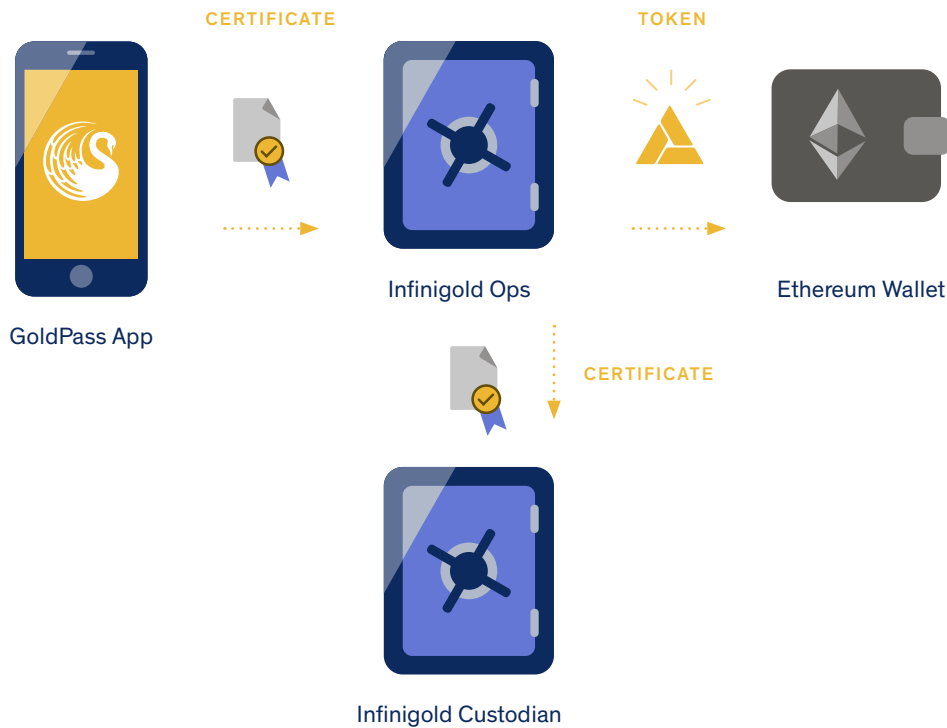 CERTIFICATE
TOKEN
Infinigold Ops
Ethereum Wallet
GoldPass App
CERTIFICATE
Infinigold Custodian